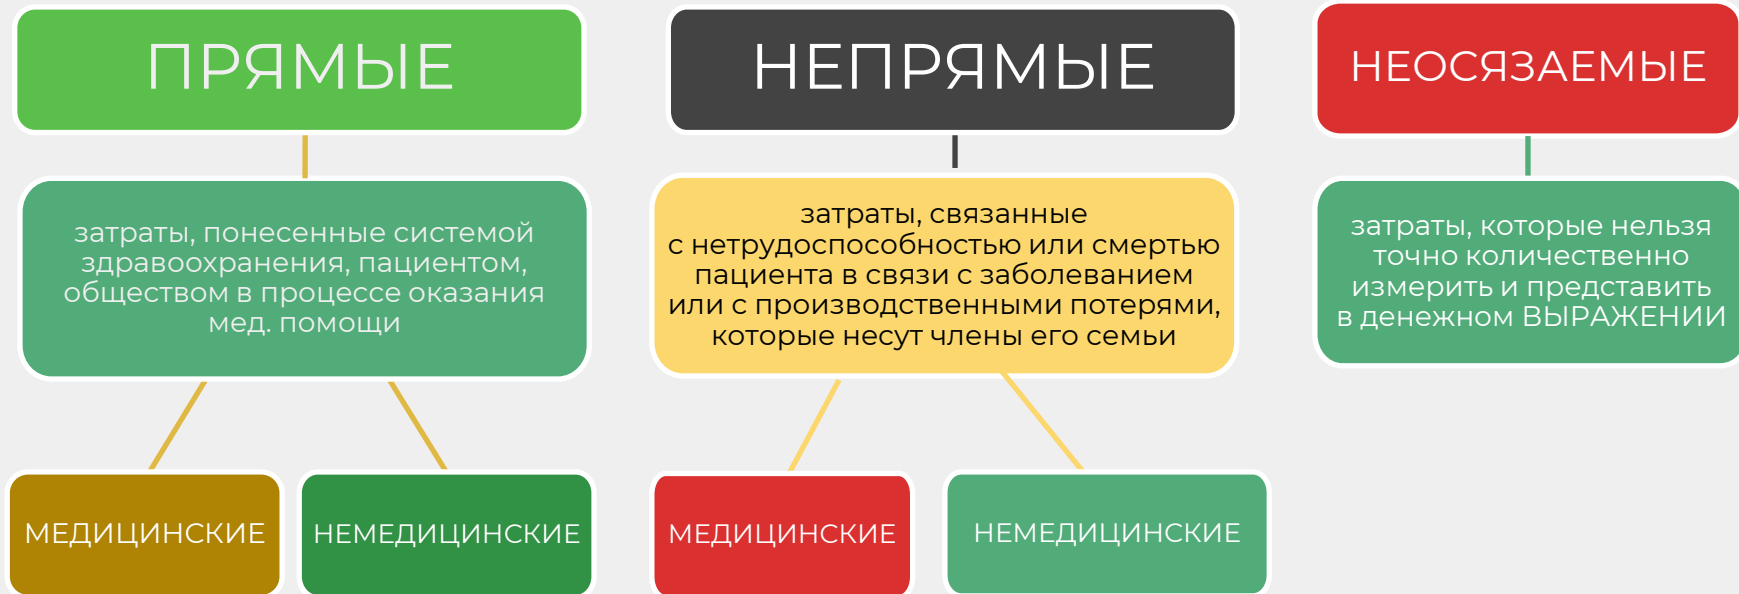 ПРЯМЫЕ
затраты, понесенные системой
здравоохранения, пациентом,
обществом в процессе оказания
мед. помощи
МЕДИЦИНСКИЕ
НЕМЕДИЦИНСКИЕ
НЕПРЯМЫЕ
затраты, связанные
с нетрудоспособностью или смертью
пациента в связи с заболеванием
или с производственными потерями,
которые несут члены его семьи
МЕДИЦИНСКИЕ
НЕМЕДИЦИНСКИЕ
НЕОСЯЗАЕМЫЕ
затраты, которые нельзя
точно количественно
измерить и представить
в денежном ВЫРАЖЕНИИ